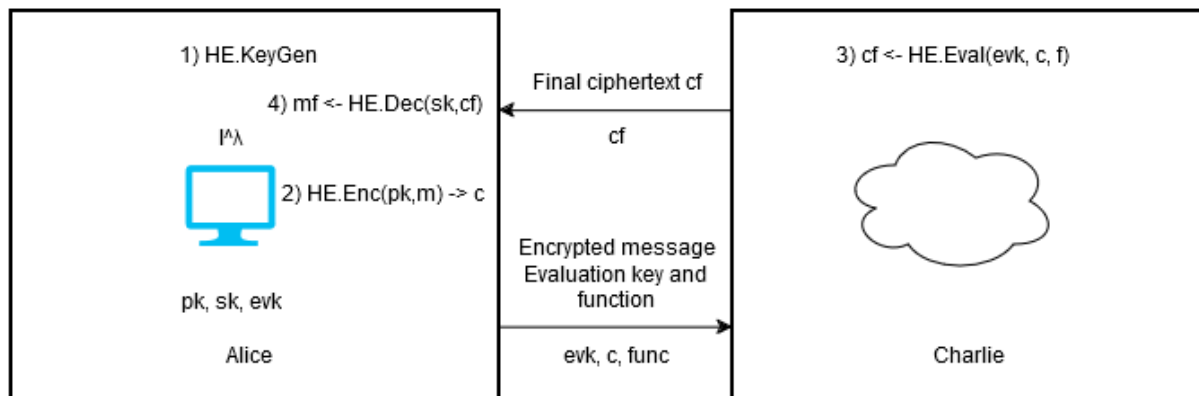 1) HE.KeyGen
4) mf <- HE.Dec(sk,cf)
I^λ
2) HE.Enc(pk,m) -> c
pk, sk, evk
Alice
Final ciphertext cf
cf
Encrypted message
Evaluation key and
function
evk, c, func
3) cf <- HE.Eval(evk, c, f)
Charlie